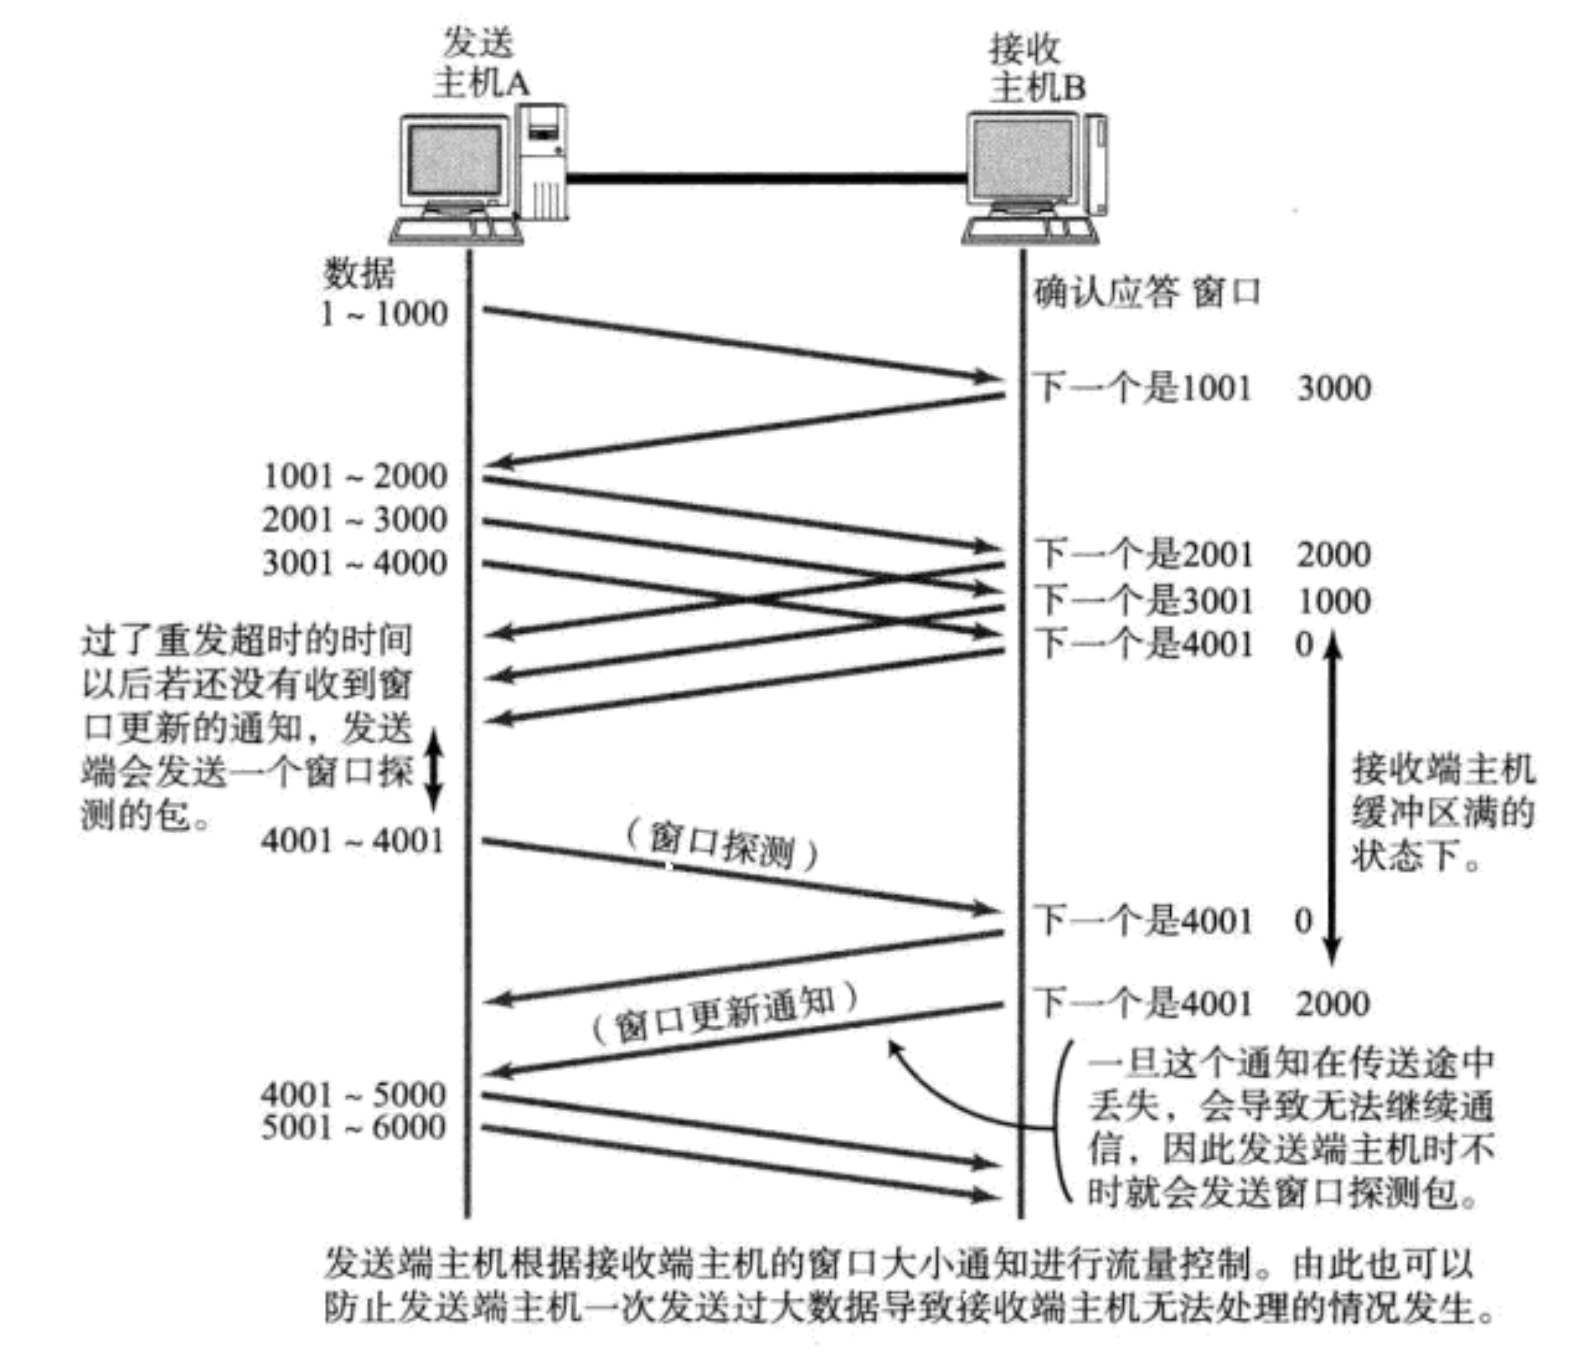 发送
主机A
接收
主机B
数据
1 ~ 1000
确认应答 窗口
下一个是1001 3000
1001 ~ 2000
2001 ~ 3000
3001 ~ 4000
下一个是2001 2000
下一个是3001 1000
下一个是4001 0
过了重发超时的时间
以后若还没有收到窗
口更新的通知，发送
端会发送一个窗口探
测的包。
接收端主机
缓冲区满的
状态下。
4001 ~ 4001
（窗口探测）
下一个是4001 0
（窗口更新通知）
下一个是4001 2000
4001 ~ 5000
5001 ~ 6000
一旦这个通知在传送途中
丢失，会导致无法继续通
信，因此发送端主机时不
时就会发送窗口探测包。
发送端主机根据接收端主机的窗口大小通知进行流量控制。由此也可以
防止发送端主机一次发送过大数据导致接收端主机无法处理的情况发生。